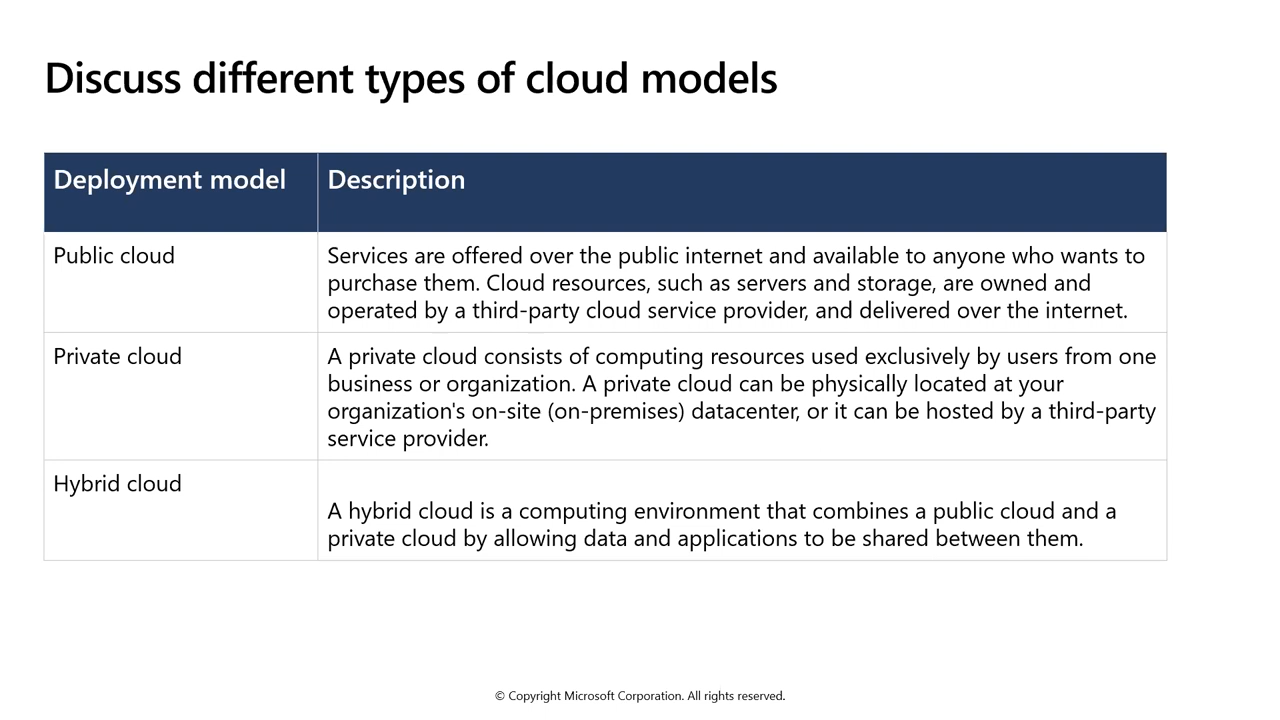 Discuss different types of cloud models
Deployment model
Description
Public cloud
Services are offered over the public internet and available to anyone who wants to
purchase them. Cloud resources, such as servers and storage, are owned and
operated by a third-party cloud service provider, and delivered over the internet.
Private cloud
A private cloud consists of computing resources used exclusively by users from one
business or organization. A private cloud can be physically located at your
organization's on-site (on-premises) datacenter, or it can be hosted by a third-party
service provider.
Hybrid cloud
A hybrid cloud is a computing environment that combines a public cloud and a
private cloud by allowing data and applications to be shared between them.
© Copyright Microsoft Corporation. All rights reserved.